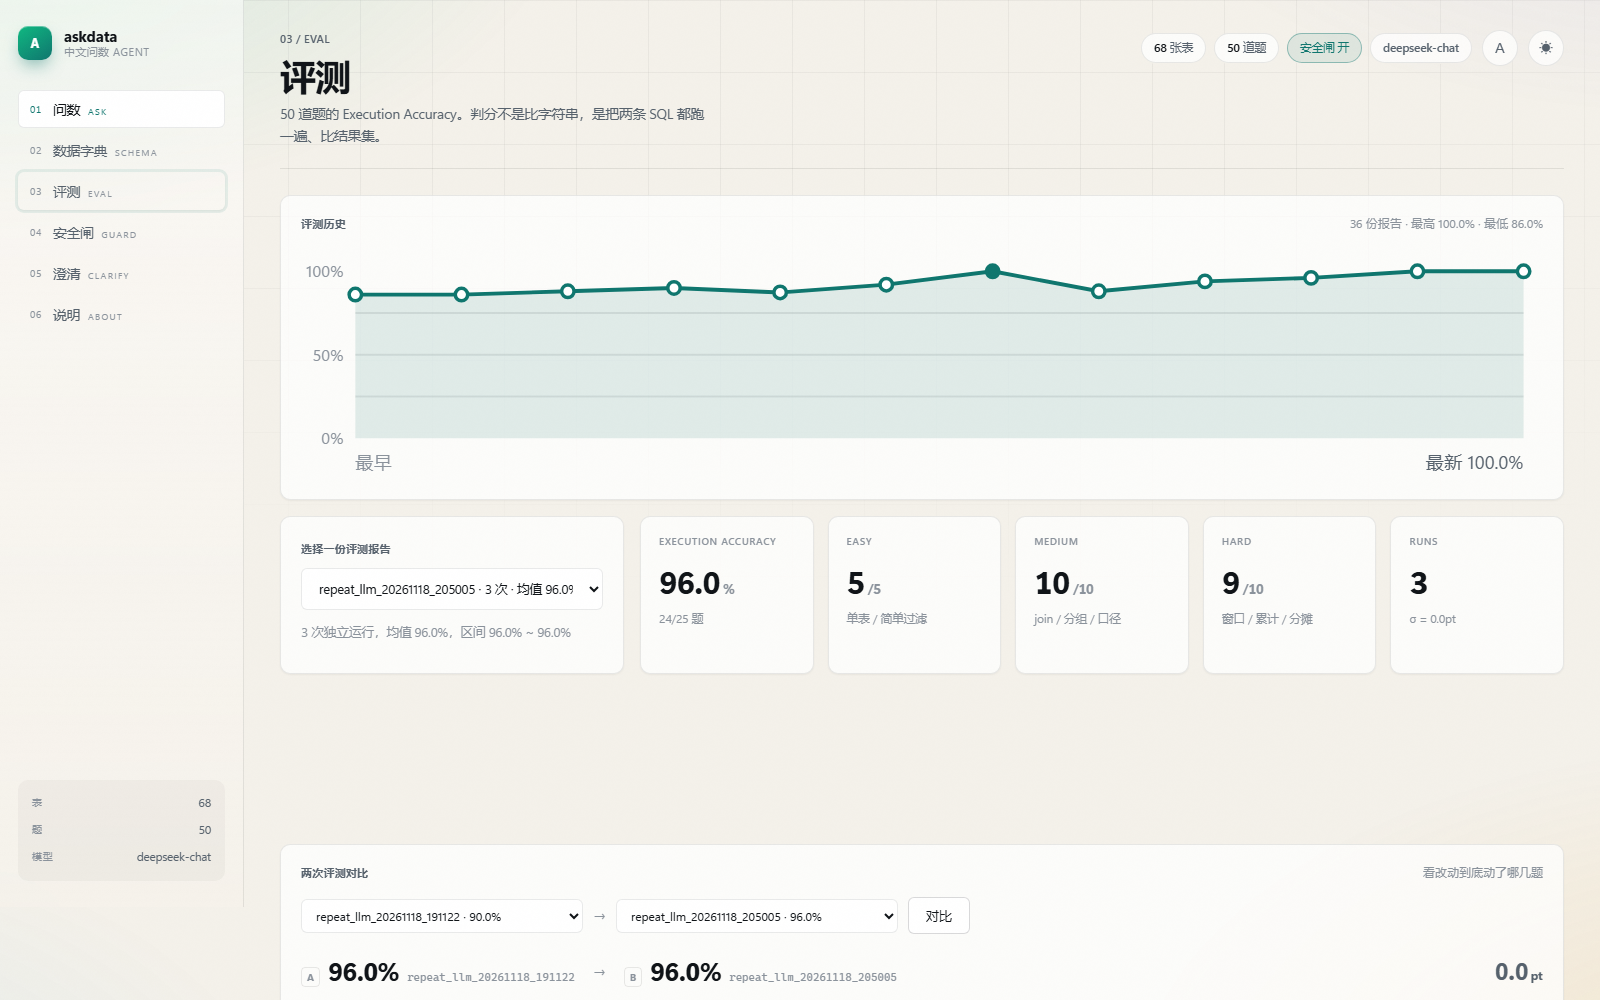 A
askdata
中文问数 AGENT
01 问数 ASK
02 数据字典 SCHEMA
03 评测 EVAL
04 安全闸 GUARD
05 澄清 CLARIFY
06 说明 ABOUT
表 68
题 50
模型 deepseek-chat
03 / EVAL
评测
50 道题的 Execution Accuracy。判分不是比字符串，是把两条 SQL 都跑
一遍、比结果集。
68 张表
50 道题
安全闸 开
deepseek-chat
A
评测历史
36 份报告 · 最高 100.0% · 最低 86.0%
100%
50%
0%
最早
最新 100.0%
选择一份评测报告
repeat_llm_20261118_205005 · 3 次 · 均值 96.0%
3 次独立运行，均值 96.0%，区间 96.0% ~ 96.0%
EXECUTION ACCURACY
96.0 %
24/25 题
EASY
5 /5
单表 / 简单过滤
MEDIUM
10 /10
join / 分组 / 口径
HARD
9 /10
窗口 / 累计 / 分摊
RUNS
3
σ = 0.0pt
两次评测对比
看改动到底动了哪几题
repeat_llm_20261118_191122 · 90.0%
→
repeat_llm_20261118_205005 · 96.0%
对比
A 96.0% repeat_llm_20261118_191122
→
B 96.0% repeat_llm_20261118_205005
0.0 pt